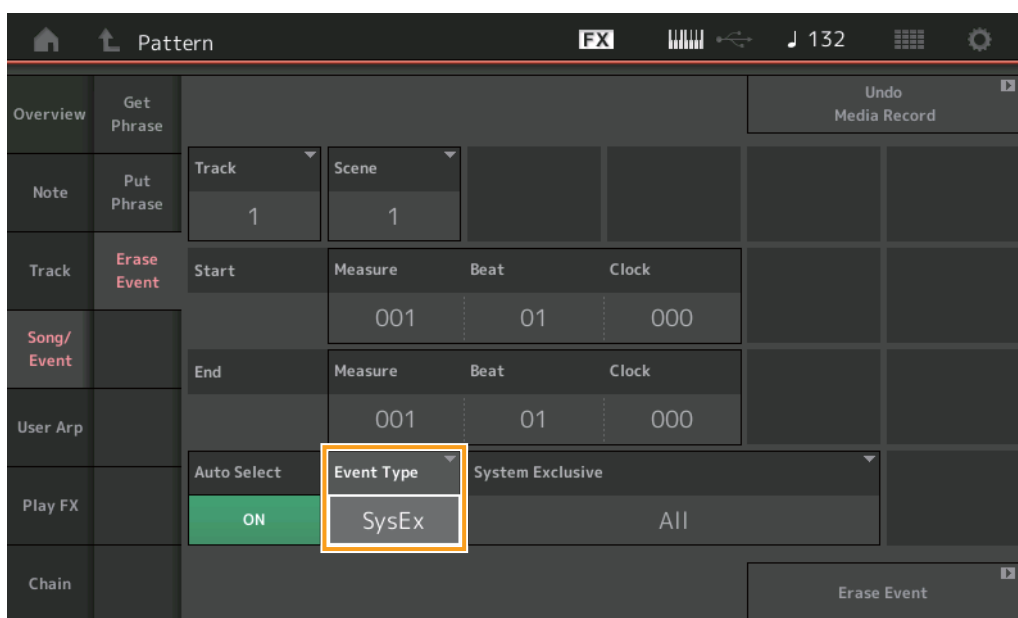 Pattern
FX
132
Overview
Note
Track
Song/
Event
User Arp
Play FX
Chain
Get
Phrase
Put
Phrase
Erase
Event
Undo
Media Record
Track
Scene
1
1
Start
Measure
Beat
Clock
001
01
000
End
Measure
Beat
Clock
001
01
000
Auto Select
Event Type
System Exclusive
ON
SysEx
All
Erase Event